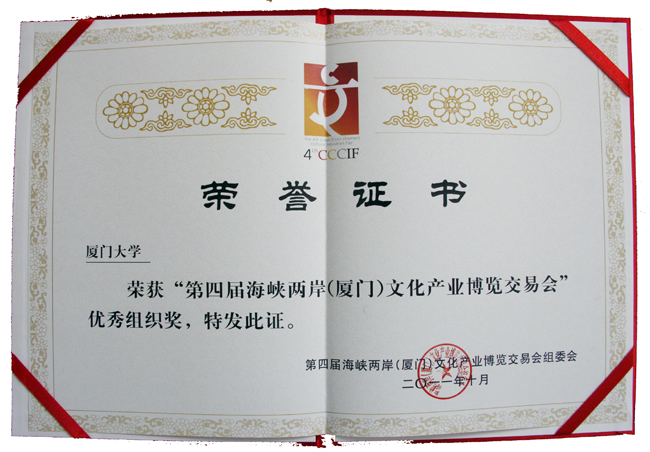 4th CCCIF
荣誉证书
厦门大学
荣获“第四届海峡两岸(厦门)文化产业博览交易会”
优秀组织奖，特发此证。
第四届海峡两岸(厦门)文化产业博览交易会组委会
二〇一一年十月